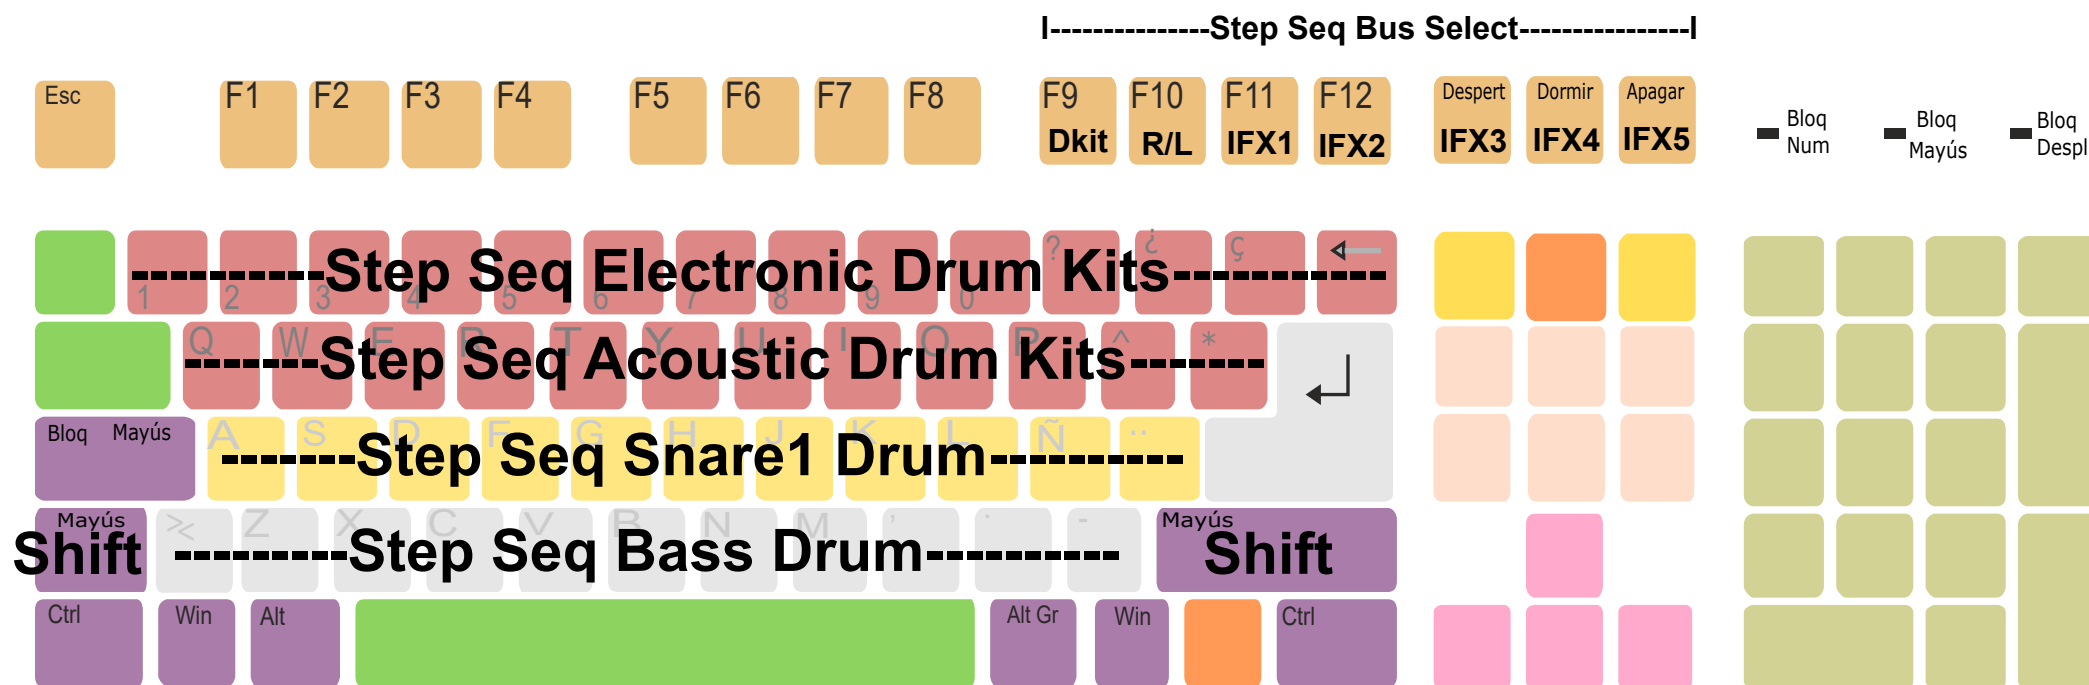 I---------------Step Seq Bus Select----------------I
Esc F1 F2 F3 F4 F5 F6 F7 F8 F9 F10 F11 F12 Despert Dormir Apagar
Dkit R/L IFX1 IFX2 IFX3 IFX4 IFX5
Bloq Num Bloq Mayús Bloq Despl
? ¿ ç
----------Step Seq Electronic Drum Kits-----------
1 2 3 4 5 6 7 8 9 0
Q W E R T Y U I O P ^ *
-------Step Seq Acoustic Drum Kits-------
Bloq Mayús A S D F G H J K L Ñ ¨
-------Step Seq Snare1 Drum----------
Mayús >< Z X C V B N M , . - Mayús
Shift ---------Step Seq Bass Drum---------- Shift
Ctrl Win Alt Alt Gr Win Ctrl